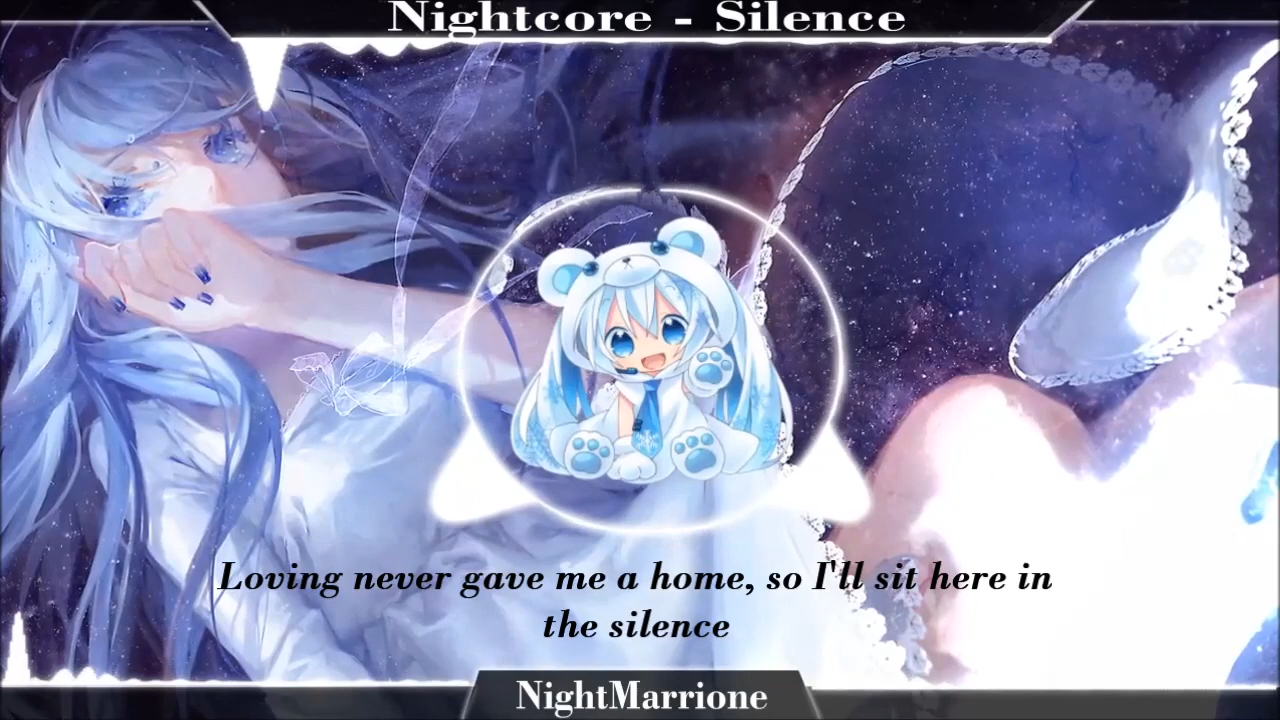 Nightcore - Silence
Loving never gave me a home, so I'll sit here in
the silence
NightMarrione